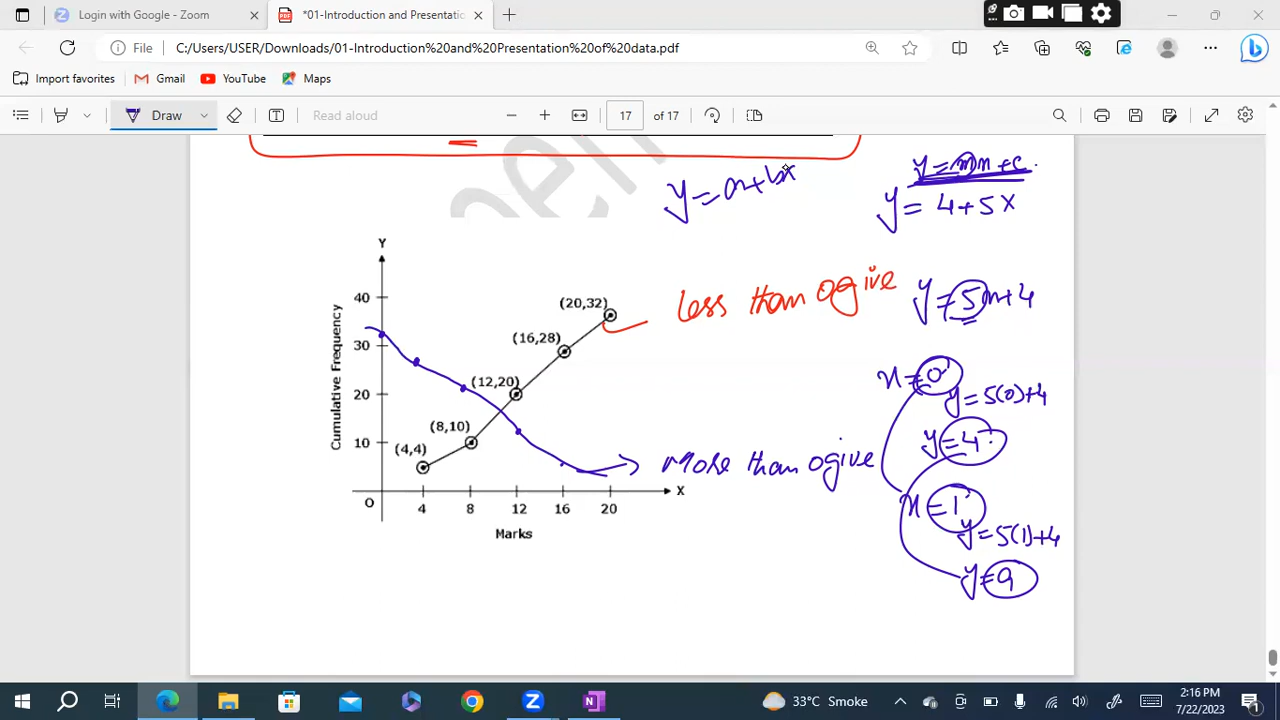 Login with Google - Zoom
*01-Introduction and Presentatio
File C:/Users/USER/Downloads/01-Introduction%20and%20Presentation%20of%20data.pdf
Import favorites Gmail YouTube Maps
Draw Read aloud 17 of 17
y=a+bx
y=mx+c
y=4+5x
Y
40
30
20
10
O
4 8 12 16 20
X
Cumulative Frequency
Marks
(20,32)
(16,28)
(12,20)
(8,10)
(4,4)
less than ogive
y=5x+4
x=0
y=5(0)+4
y=4
More than ogive
x=1
y=5(1)+4
y=9
33°C Smoke
2:16 PM
7/22/2023